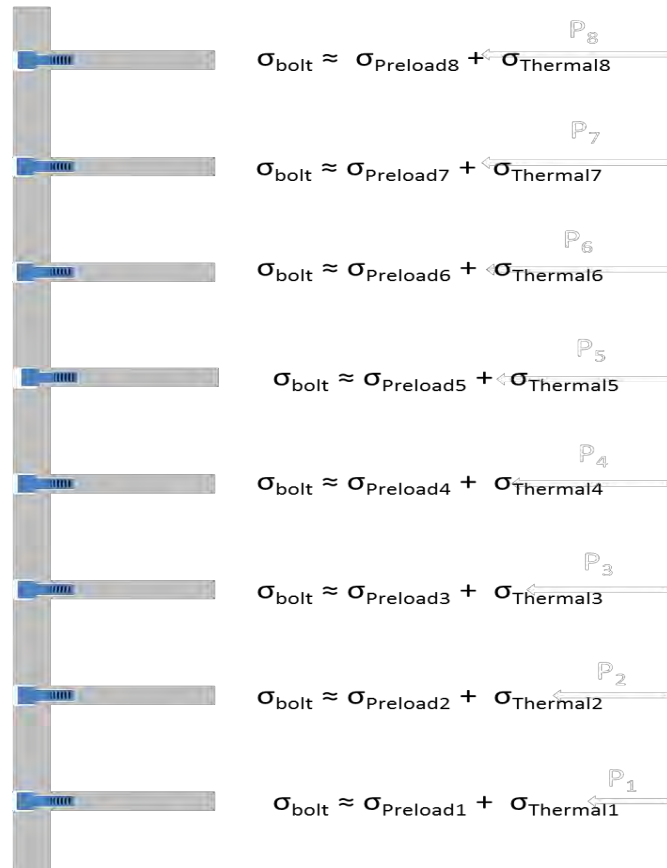 P₈
σbolt ≈ σPreload8 + σThermal8
P₇
σbolt ≈ σPreload7 + σThermal7
P₆
σbolt ≈ σPreload6 + σThermal6
P₅
σbolt ≈ σPreload5 + σThermal5
P₄
σbolt ≈ σPreload4 + σThermal4
P₃
σbolt ≈ σPreload3 + σThermal3
P₂
σbolt ≈ σPreload2 + σThermal2
P₁
σbolt ≈ σPreload1 + σThermal1